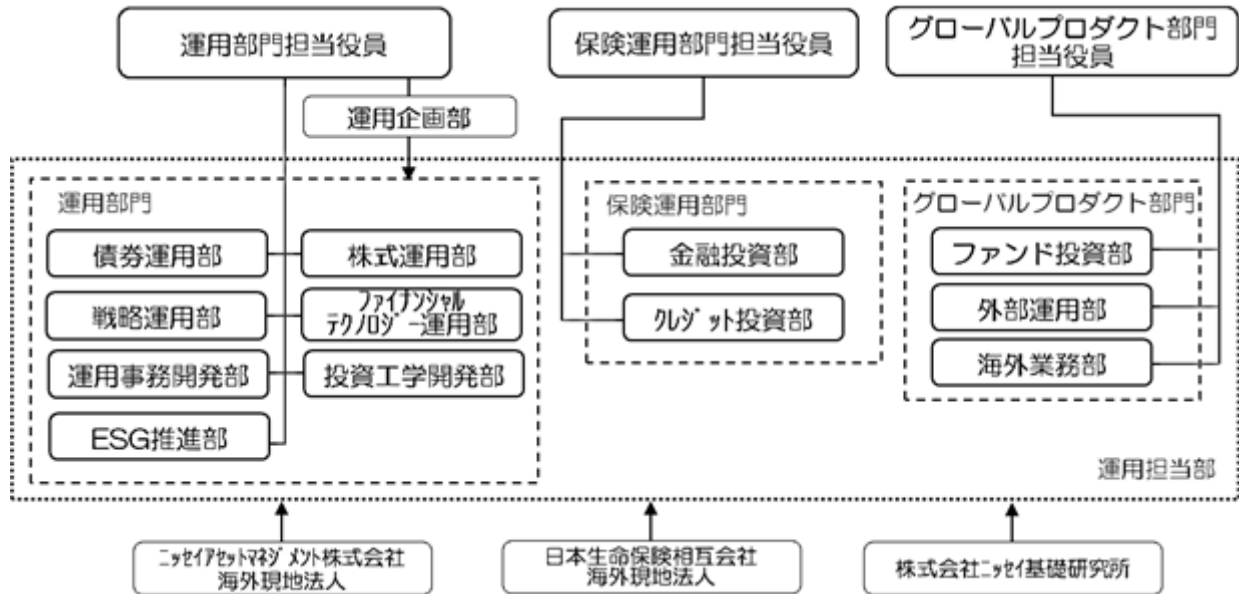 運用部門担当役員
保険運用部門担当役員
グローバルプロダクト部門
担当役員
運用企画部
運用部門
債券運用部
株式運用部
戦略運用部
ファイナンシャル
テクノロジー運用部
運用事務開発部
投資工学開発部
ESG推進部
保険運用部門
金融投資部
クレジット投資部
グローバルプロダクト部門
ファンド投資部
外部運用部
海外業務部
運用担当部
ニッセイアセットマネジメント株式会社
海外現地法人
日本生命保険相互会社
海外現地法人
株式会社ニッセイ基礎研究所